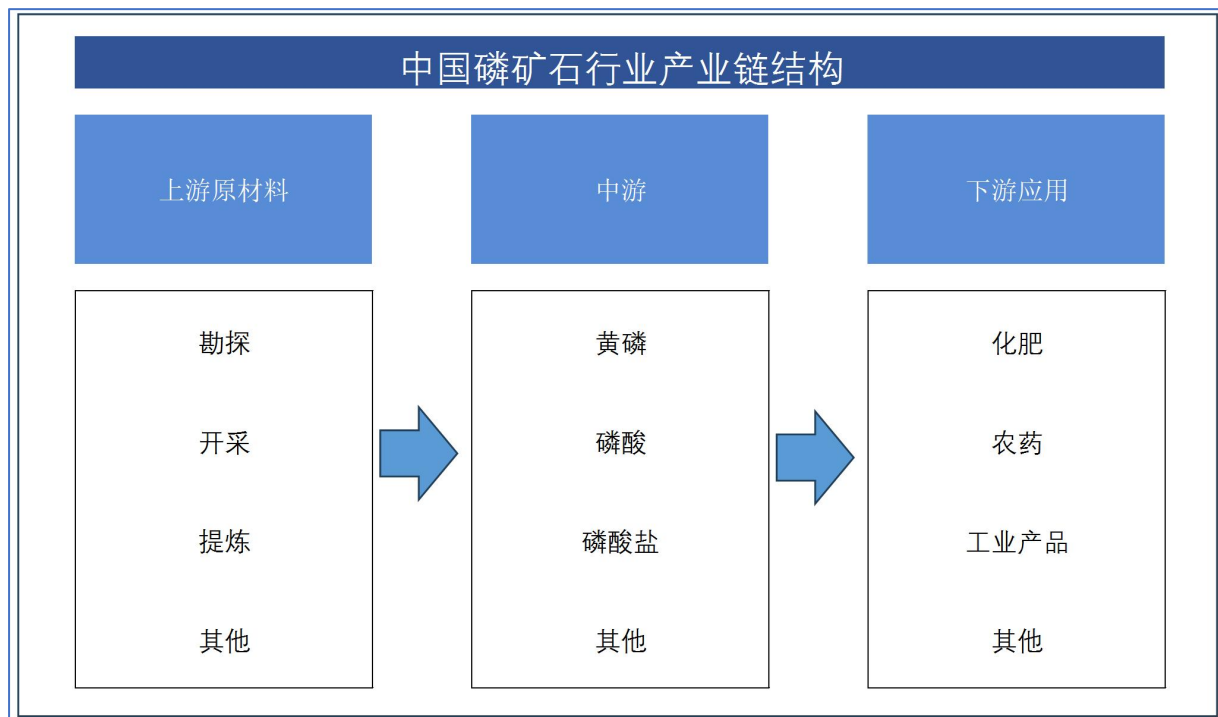 中国磷矿石行业产业链结构
上游原材料
中游
下游应用
勘探
开采
提炼
其他
黄磷
磷酸
磷酸盐
其他
化肥
农药
工业产品
其他